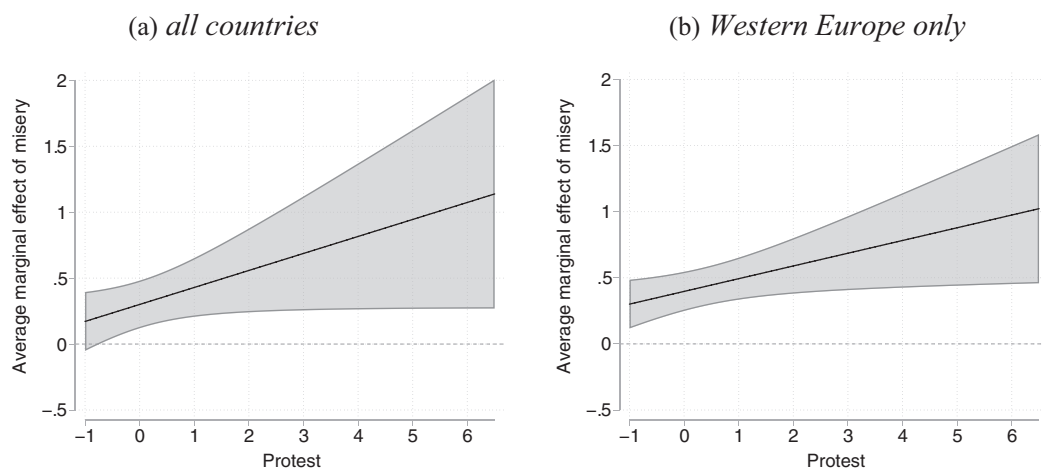 (a) all countries
Average marginal effect of misery
2
1.5
1
.5
0
-.5
-1 0 1 2 3 4 5 6
Protest
(b) Western Europe only
Average marginal effect of misery
2
1.5
1
.5
0
-.5
-1 0 1 2 3 4 5 6
Protest